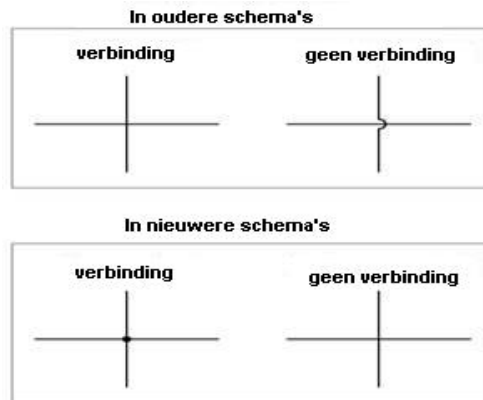 In oudere schema's
verbinding geen verbinding
In nieuwere schema's
verbinding geen verbinding